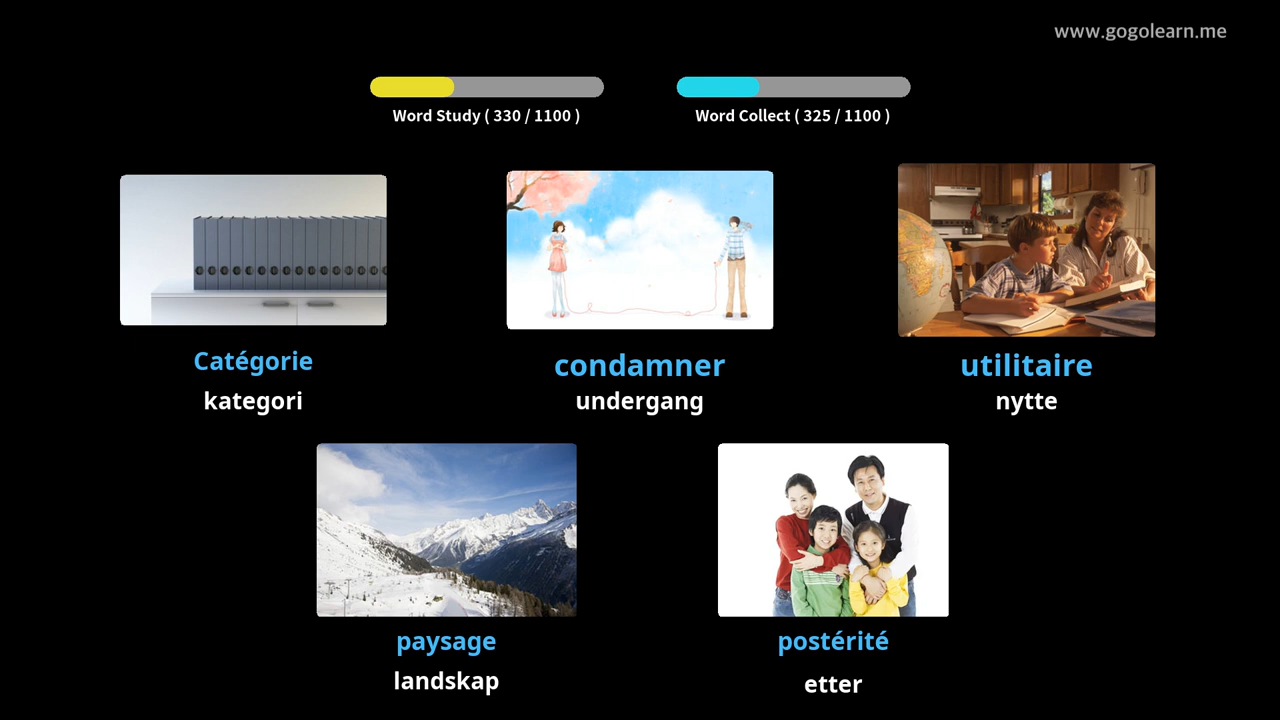 www.gogolearn.me
Word Study ( 330 / 1100 )
Word Collect ( 325 / 1100 )
Catégorie
kategori
condamner
undergang
utilitaire
nytte
paysage
landskap
postérité
etter